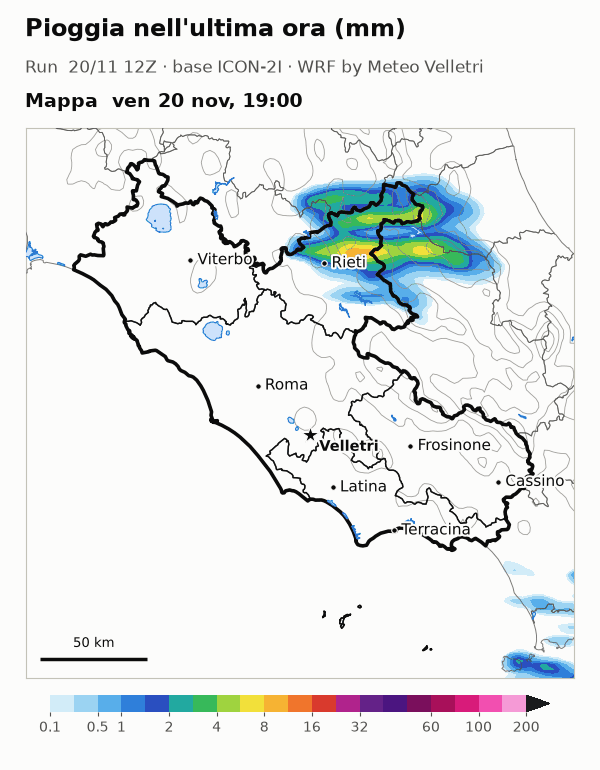 Pioggia nell'ultima ora (mm)
Run  20/11 12Z · base ICON-2I · WRF by Meteo Velletri
Mappa  ven 20 nov, 19:00
Viterbo
Rieti
Roma
Velletri
Frosinone
Latina
Cassino
Terracina
50 km
0.1 0.5 1 2 4 8 16 32 60 100 200